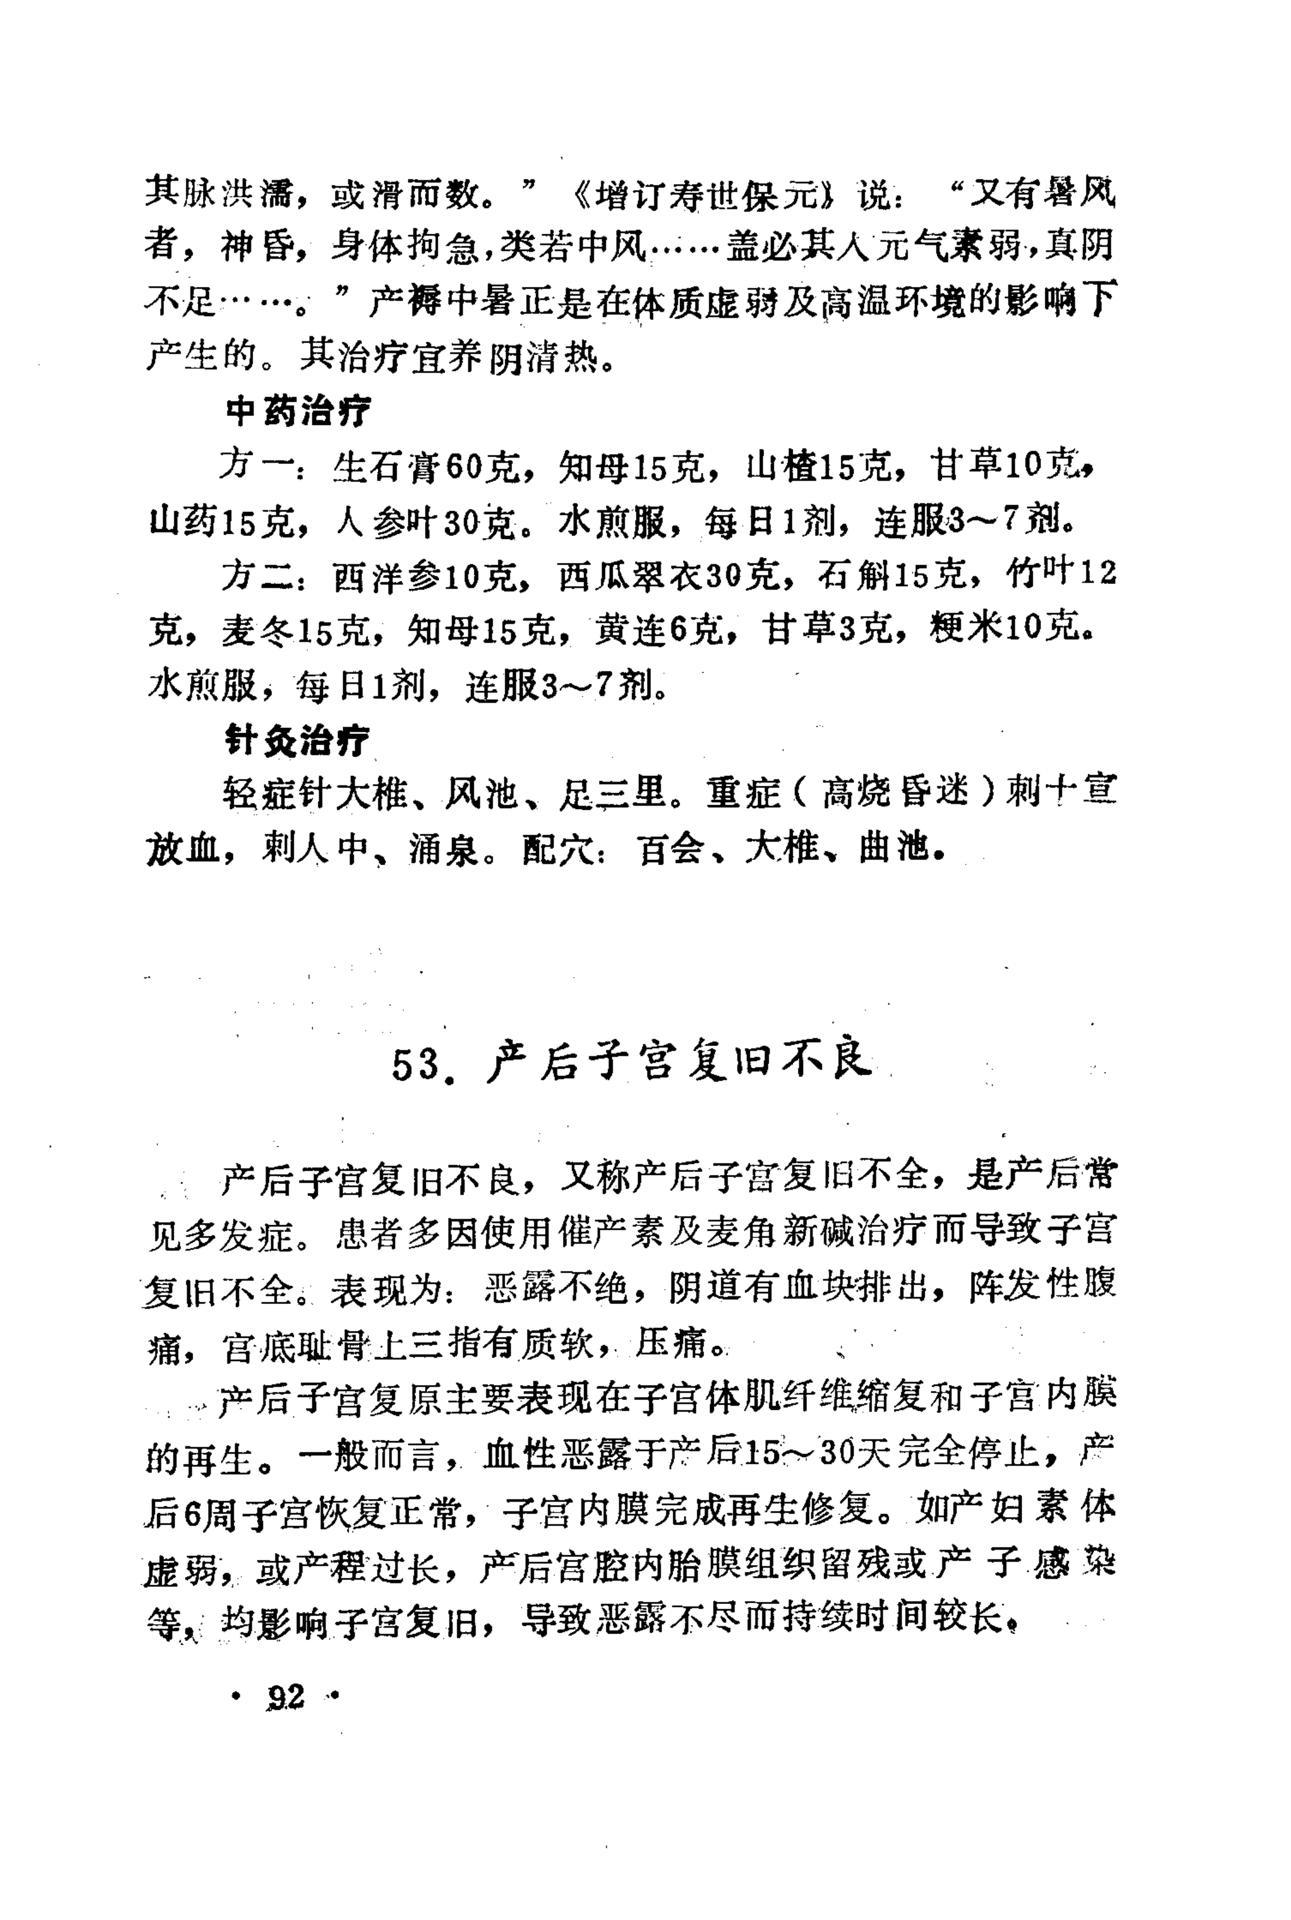 其脉洪濡，或滑而数。”《增订寿世保元》说：“又有暑风
者，神昏，身体拘急，类若中风……盖必其人元气素弱，真阴
不足……。”产褥中暑正是在体质虚弱及高温环境的影响下
产生的。其治疗宜养阴清热。
中药治疗
方一：生石膏60克，知母15克，山楂15克，甘草10克，
山药15克，人参叶30克。水煎服，每日1剂，连服3～7剂。
方二：西洋参10克，西瓜翠衣30克，石斛15克，竹叶12
克，麦冬15克，知母15克，黄连6克，甘草3克，粳米10克。
水煎服，每日1剂，连服3～7剂。
针灸治疗
轻症针大椎、风池、足三里。重症（高烧昏迷）刺十宣
放血，刺人中、涌泉。配穴：百会、大椎、曲池。
53．产后子宫复旧不良
产后子宫复旧不良，又称产后子宫复旧不全，是产后常
见多发症。患者多因使用催产素及麦角新碱治疗而导致子宫
复旧不全。表现为：恶露不绝，阴道有血块排出，阵发性腹
痛，宫底耻骨上三指有质软，压痛。
产后子宫复原主要表现在子宫体肌纤维缩复和子宫内膜
的再生。一般而言，血性恶露于产后15～30天完全停止，产
后6周子宫恢复正常，子宫内膜完成再生修复。如产妇素体
虚弱，或产程过长，产后宫腔内胎膜组织留残或产子感染
等，均影响子宫复旧，导致恶露不尽而持续时间较长。
·92·